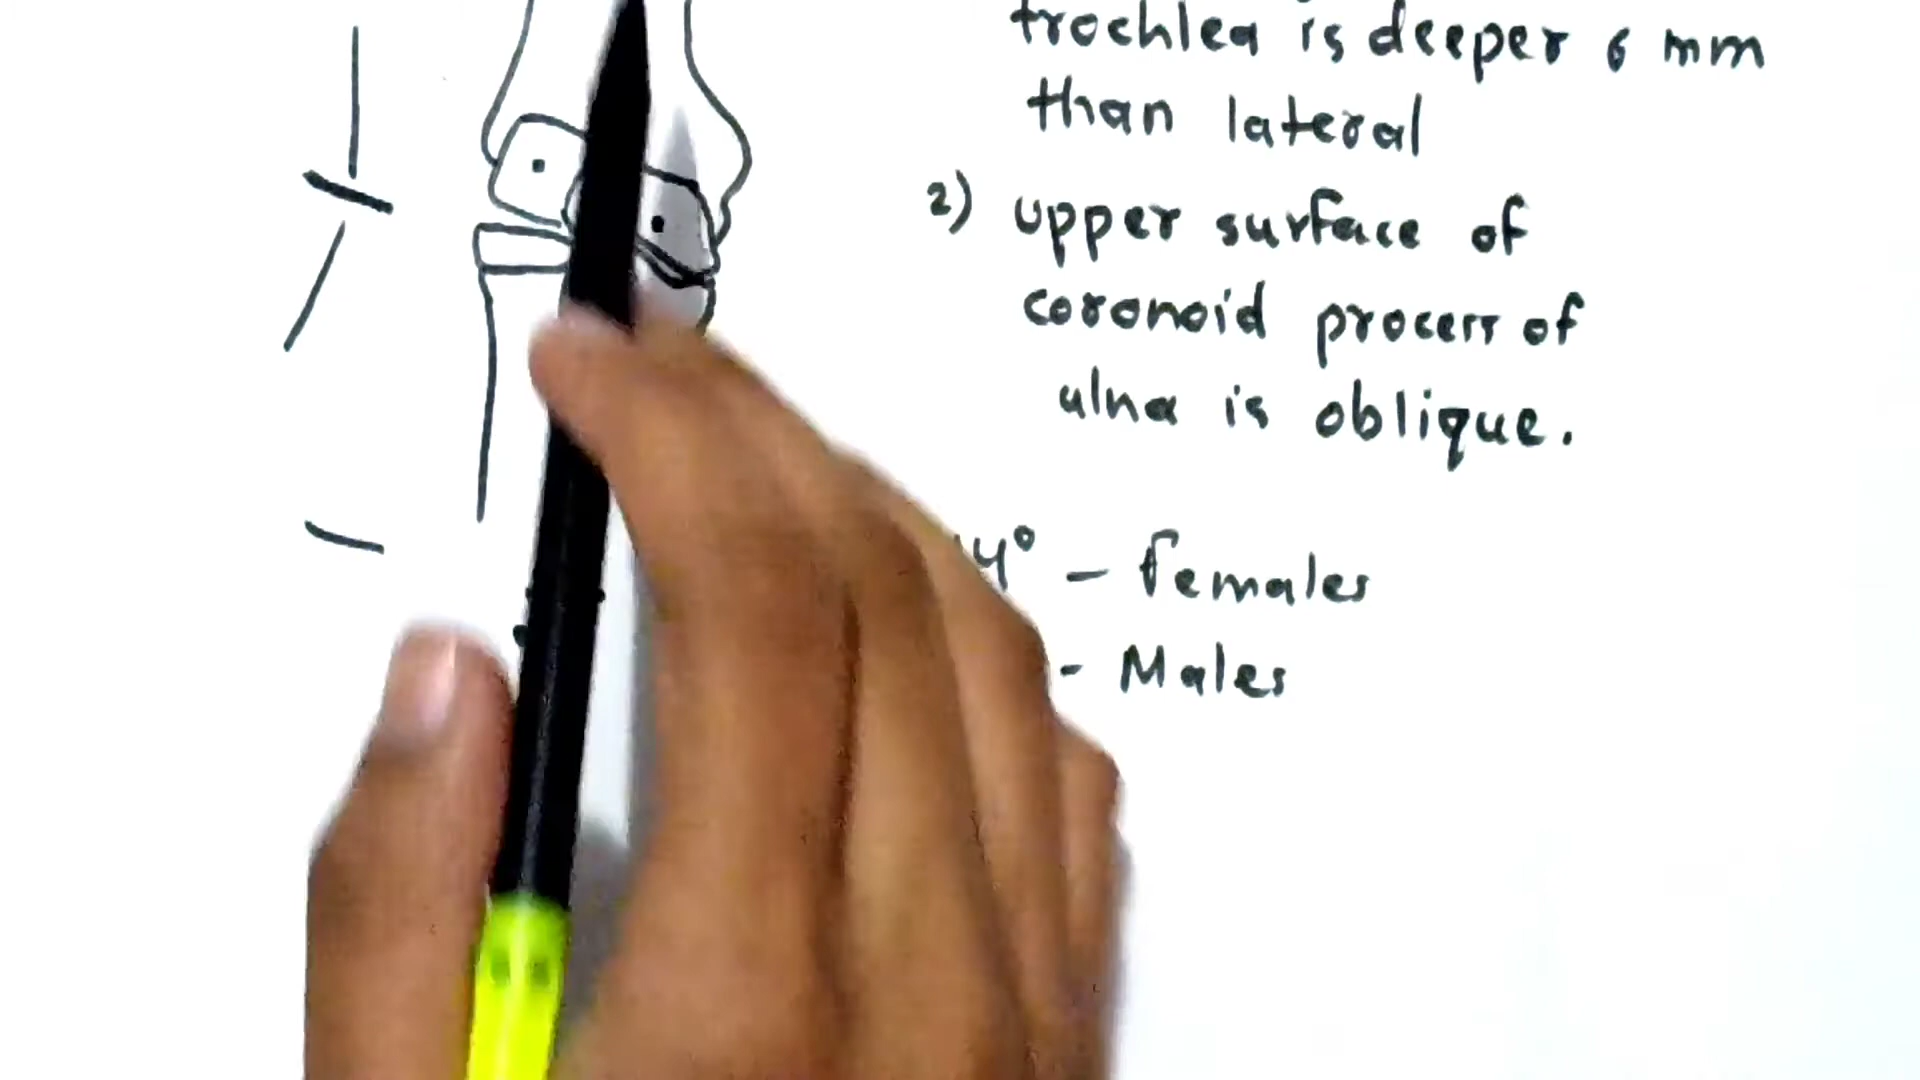 trochlea is deeper 6 mm
than lateral
2) upper surface of
coronoid process of
ulna is oblique.
4° - Females
- Males